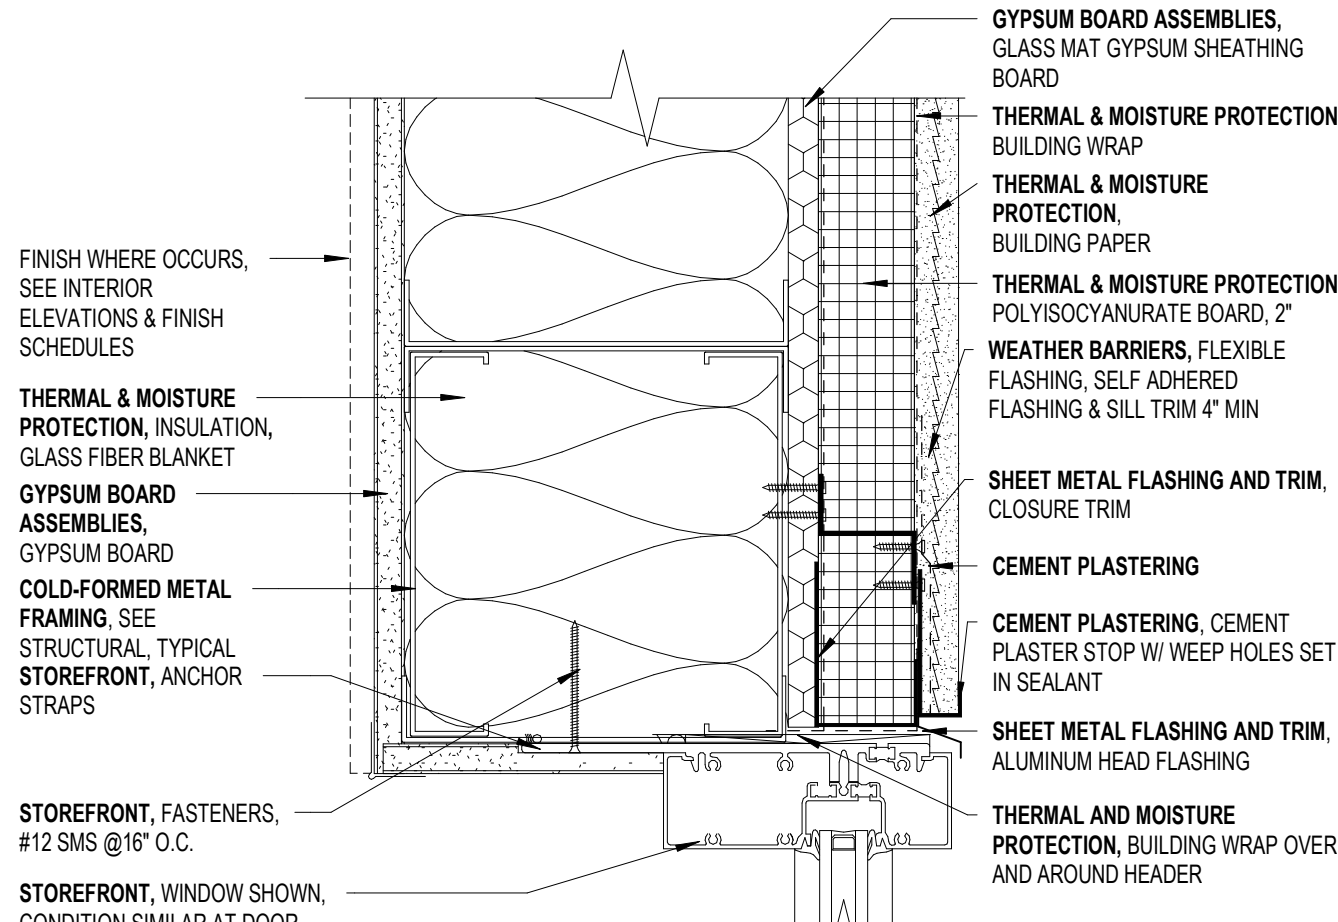 FINISH WHERE OCCURS,
SEE INTERIOR
ELEVATIONS & FINISH
SCHEDULES
THERMAL & MOISTURE
PROTECTION, INSULATION,
GLASS FIBER BLANKET
GYPSUM BOARD
ASSEMBLIES,
GYPSUM BOARD
COLD-FORMED METAL
FRAMING, SEE
STRUCTURAL, TYPICAL
STOREFRONT, ANCHOR
STRAPS
STOREFRONT, FASTENERS,
#12 SMS @16" O.C.
STOREFRONT, WINDOW SHOWN,
CONDITION SIMILAR AT DOOR
GYPSUM BOARD ASSEMBLIES,
GLASS MAT GYPSUM SHEATHING
BOARD
THERMAL & MOISTURE PROTECTION
BUILDING WRAP
THERMAL & MOISTURE
PROTECTION,
BUILDING PAPER
THERMAL & MOISTURE PROTECTION
POLYISOCYANURATE BOARD, 2"
WEATHER BARRIERS, FLEXIBLE
FLASHING, SELF ADHERED
FLASHING & SILL TRIM 4" MIN
SHEET METAL FLASHING AND TRIM,
CLOSURE TRIM
CEMENT PLASTERING
CEMENT PLASTERING, CEMENT
PLASTER STOP W/ WEEP HOLES SET
IN SEALANT
SHEET METAL FLASHING AND TRIM,
ALUMINUM HEAD FLASHING
THERMAL AND MOISTURE
PROTECTION, BUILDING WRAP OVER
AND AROUND HEADER